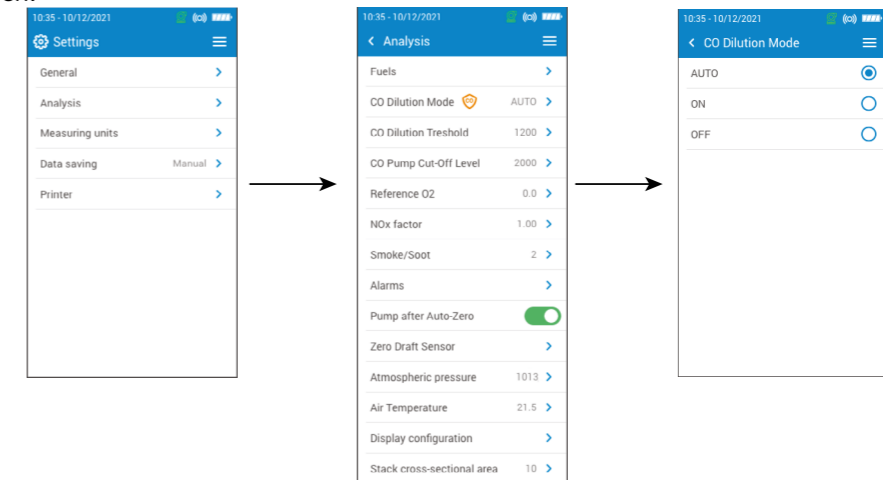 10:35 - 10/12/2021
Settings
General
Analysis
Measuring units
Data saving Manual
Printer
10:35 - 10/12/2021
Analysis
Fuels
CO Dilution Mode CO AUTO
CO Dilution Treshold 1200
CO Pump Cut-Off Level 2000
Reference O2 0.0
NOx factor 1.00
Smoke/Soot 2
Alarms
Pump after Auto-Zero
Zero Draft Sensor
Atmospheric pressure 1013
Air Temperature 21.5
Display configuration
Stack cross-sectional area 10
10:35 - 10/12/2021
CO Dilution Mode
AUTO
ON
OFF